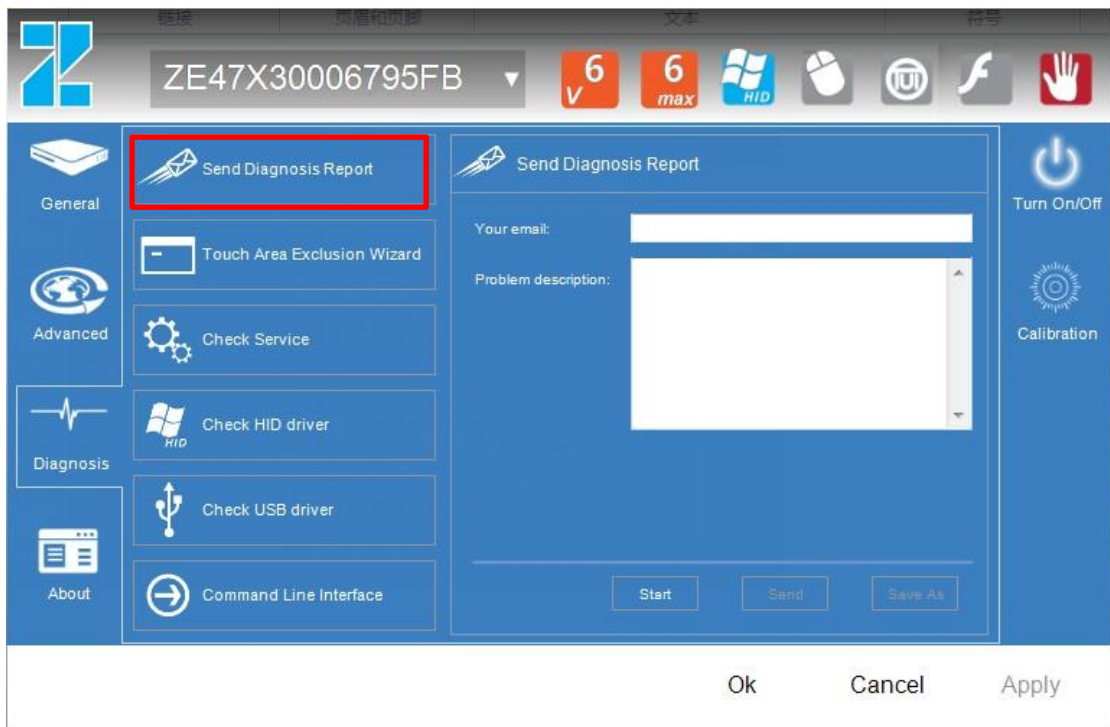 链接 页眉和页脚 文本 符号
ZE47X30006795FB
6
V
6
max
HID
General
Advanced
Diagnosis
About
Send Diagnosis Report
Touch Area Exclusion Wizard
Check Service
HID
Check HID driver
Check USB driver
Command Line Interface
Send Diagnosis Report
Your email:
Problem description:
Start Send Save As
Turn On/Off
Calibration
Ok Cancel Apply